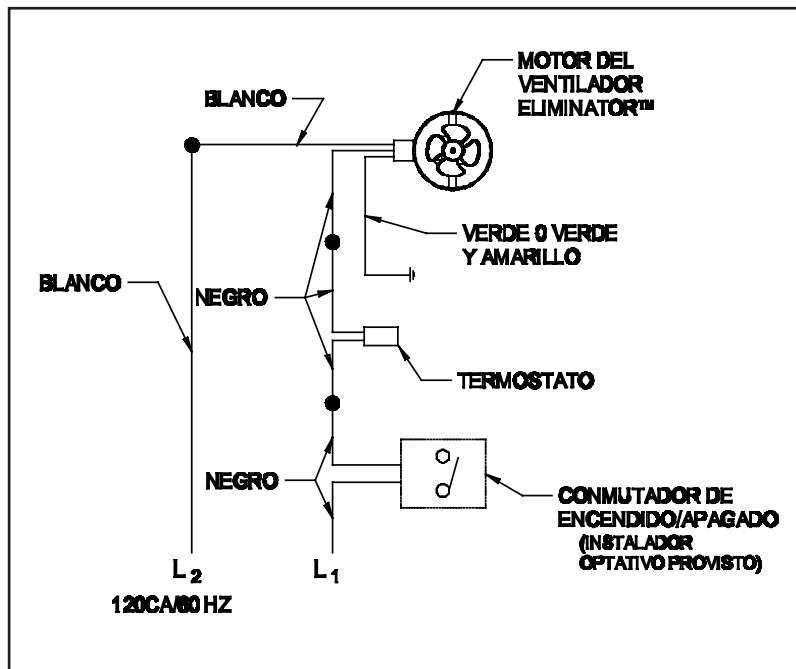 MOTOR DEL
VENTILADOR
ELIMINATOR™
BLANCO
VERDE 0 VERDE
Y AMARILLO
BLANCO
NEGRO
TERMOSTATO
NEGRO
CONMUTADOR DE
ENCENDIDO/APAGADO
(INSTALADOR
OPTATIVO PROVISTO)
L2
L1
120CA/60 HZ